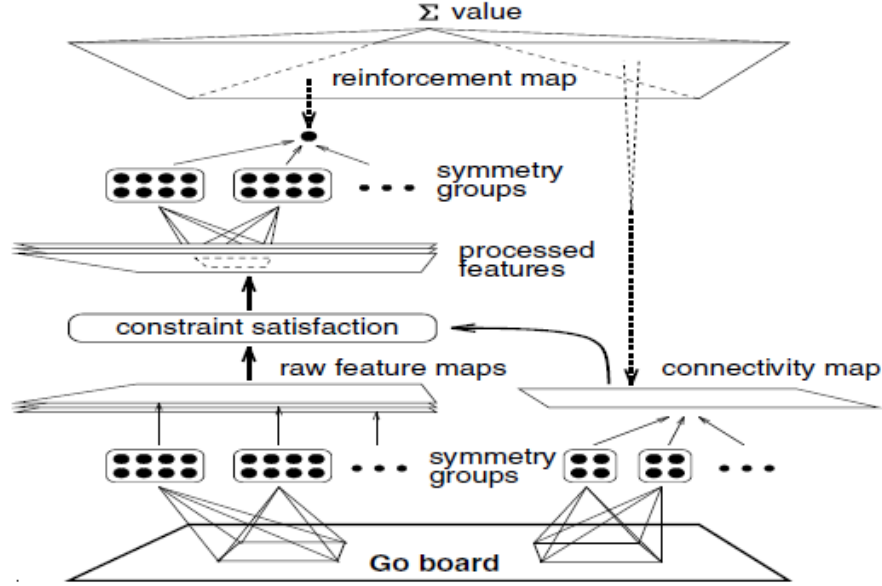 Σ value
reinforcement map
symmetry
groups
processed
features
constraint satisfaction
raw feature maps
connectivity map
symmetry
groups
Go board